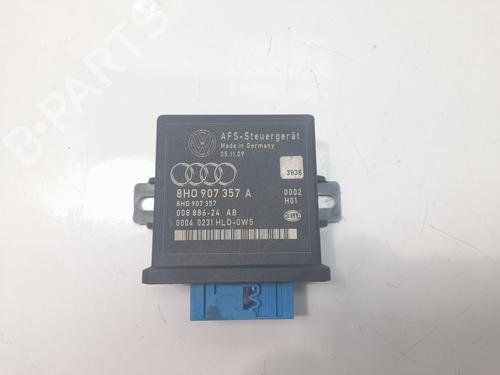 AFS-Steuergerät
Made in Germany
05.11.09
3938
8H0 907 357 A
8H0 907 357
008 886-24 AB
0004 0231 HLO-0W5
0002
H01
HELLA
B-PARTS